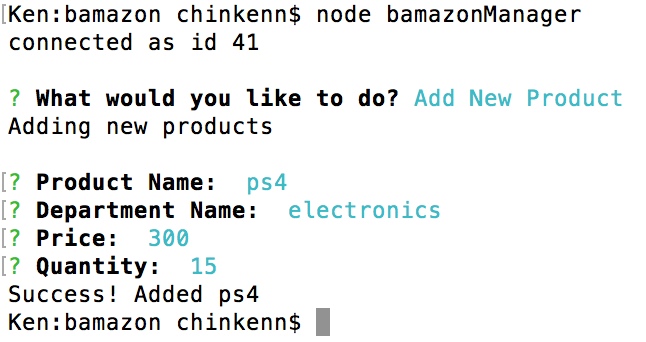 [Ken:bamazon chinkenn$ node bamazonManager
connected as id 41
? What would you like to do? Add New Product
Adding new products
[? Product Name:  ps4
[? Department Name:  electronics
[? Price:  300
[? Quantity:  15
Success! Added ps4
Ken:bamazon chinkenn$